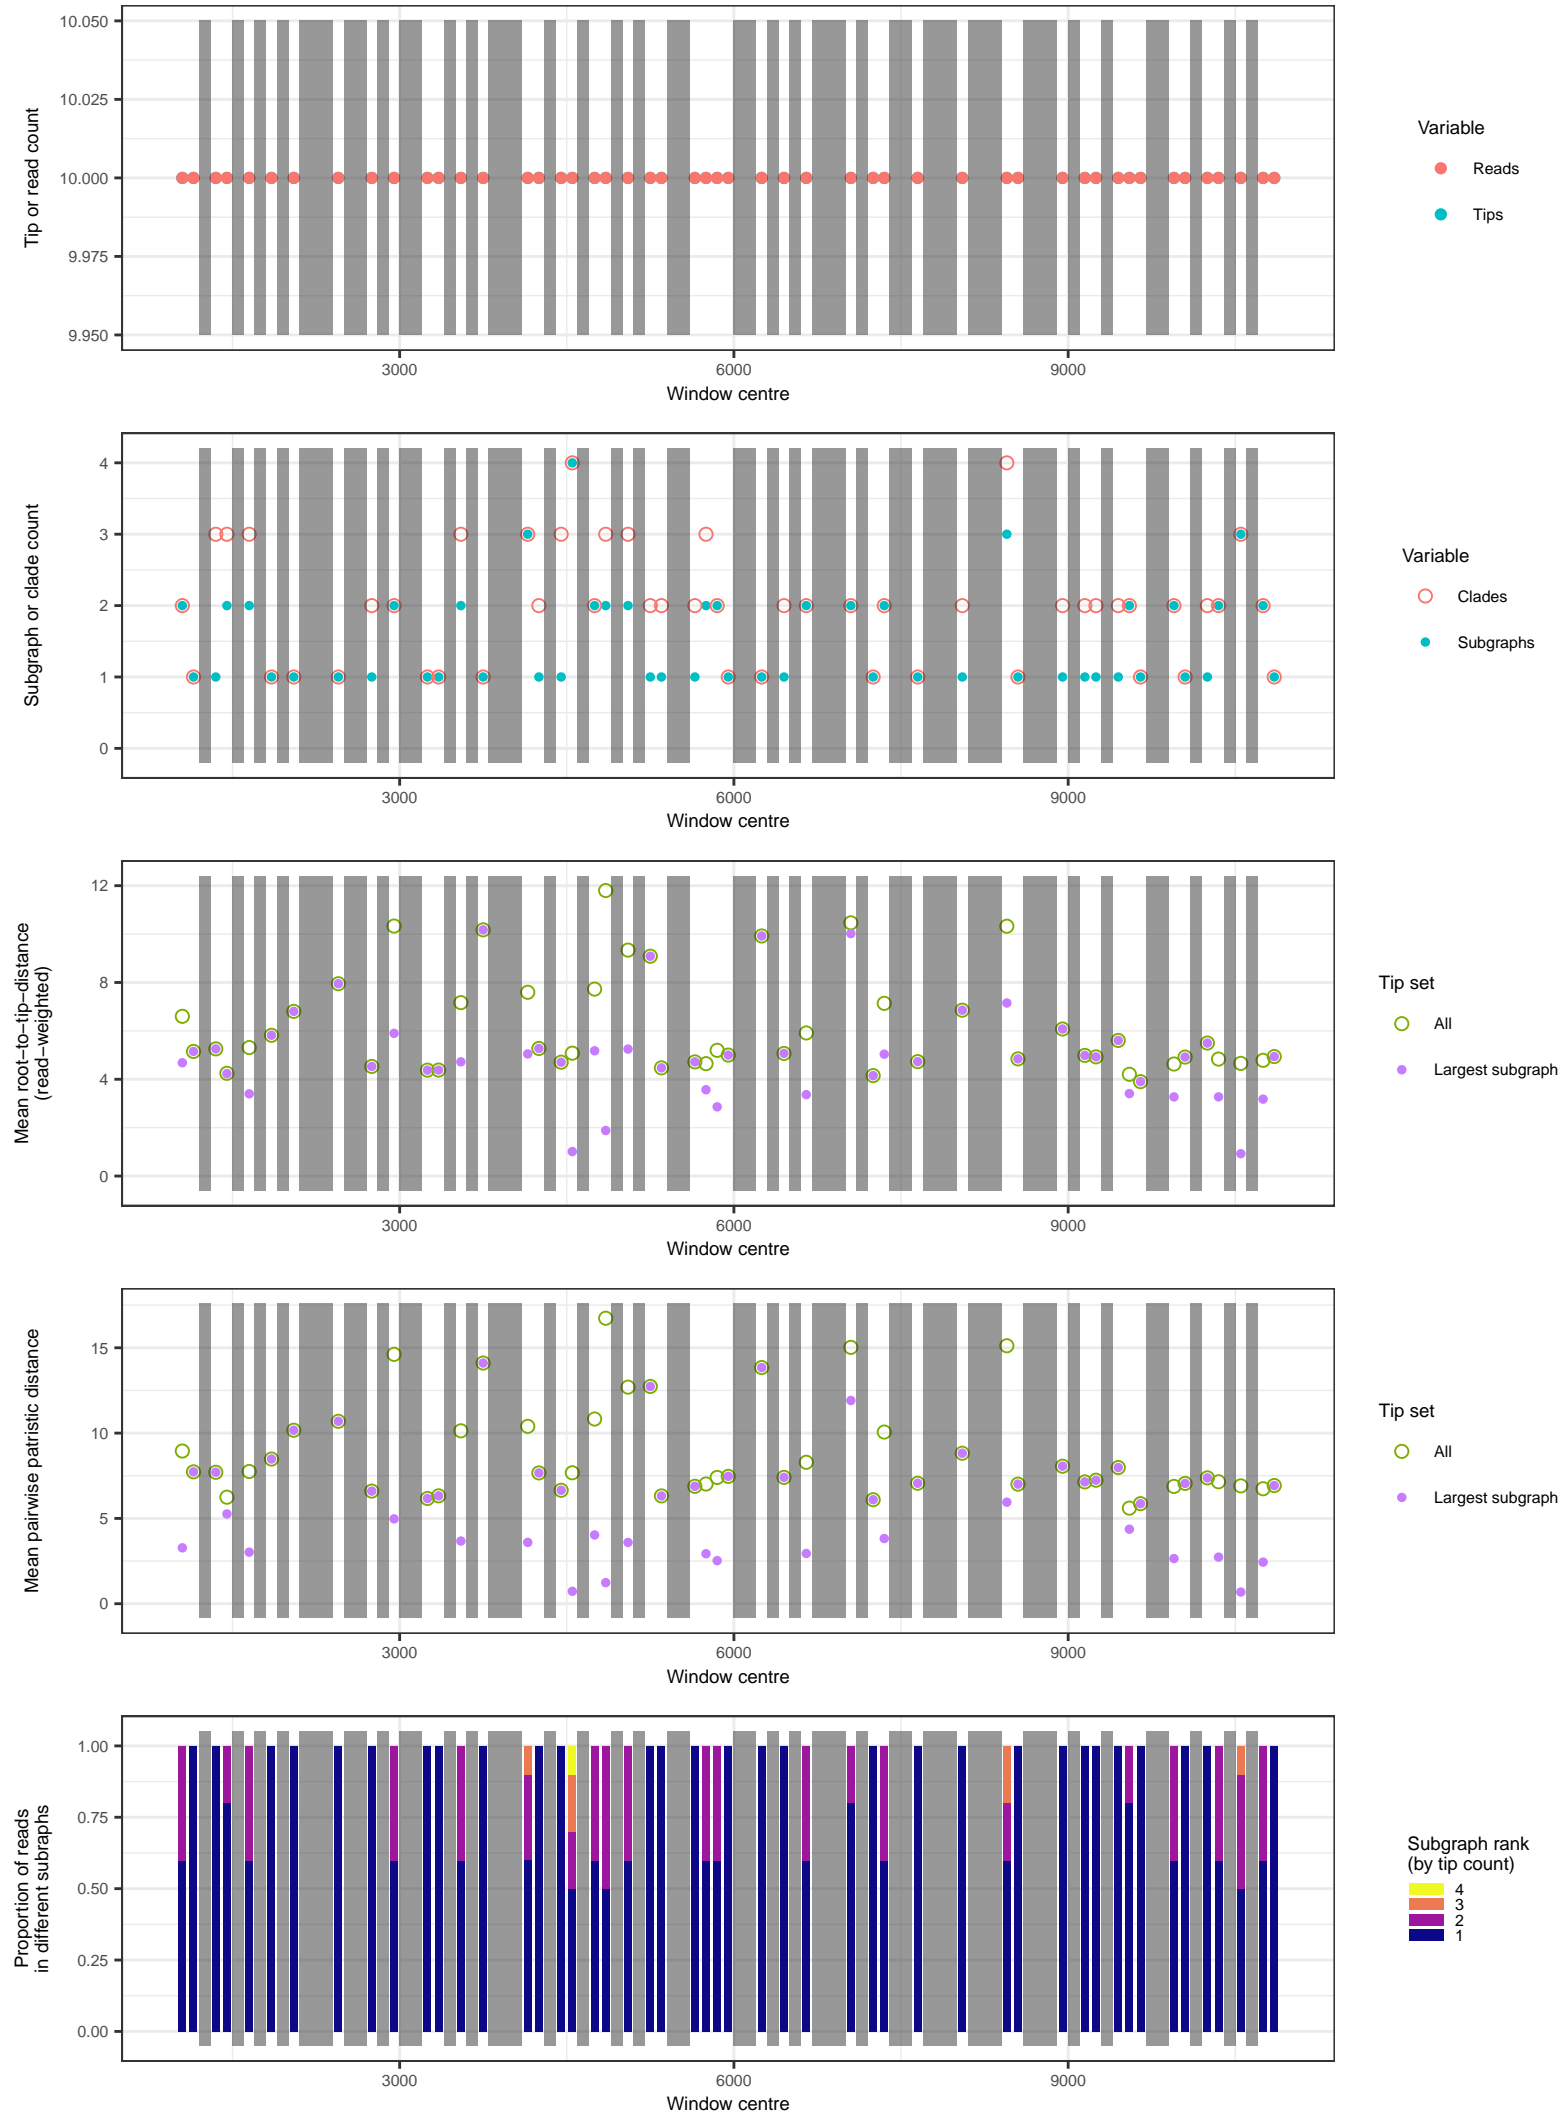 10.050
10.025
10.000
9.975
9.950
Tip or read count
3000
6000
9000
Window centre
Variable
Reads
Tips
4
3
2
1
0
Subgraph or clade count
3000
6000
9000
Window centre
Variable
Clades
Subgraphs
12
8
4
0
Mean root−to−tip−distance
(read−weighted)
3000
6000
9000
Window centre
Tip set
All
Largest subgraph
15
10
5
0
Mean pairwise patristic distance
3000
6000
9000
Window centre
Tip set
All
Largest subgraph
1.00
0.75
0.50
0.25
0.00
Proportion of reads
in different subraphs
3000
6000
9000
Window centre
Subgraph rank
(by tip count)
4
3
2
1